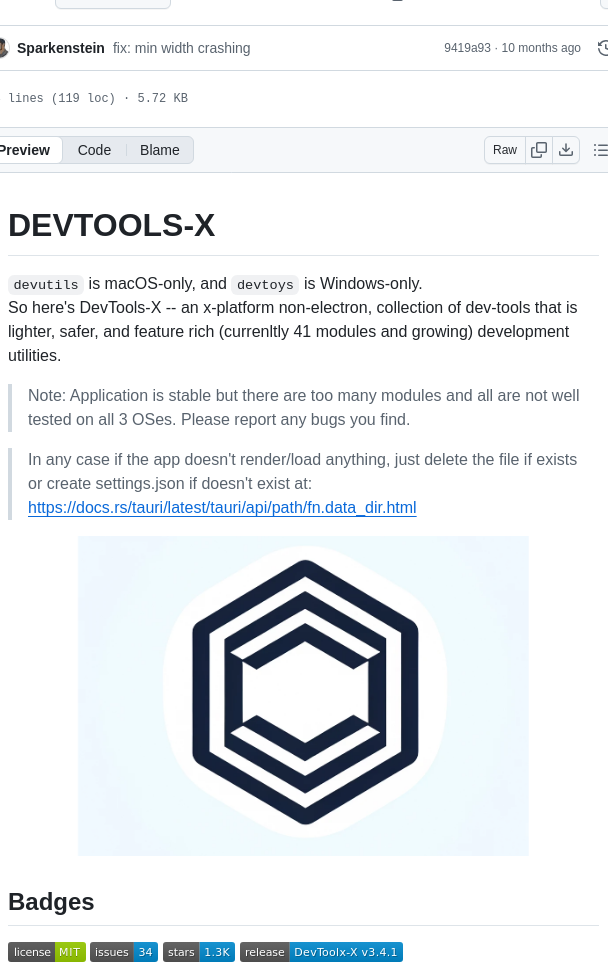 Sparkenstein fix: min width crashing 9419a93 · 10 months ago
lines (119 loc) · 5.72 KB
Preview Code Blame Raw
DEVTOOLS-X
devutils is macOS-only, and devtoys is Windows-only.
So here's DevTools-X -- an x-platform non-electron, collection of dev-tools that is
lighter, safer, and feature rich (currenltly 41 modules and growing) development
utilities.
Note: Application is stable but there are too many modules and all are not well
tested on all 3 OSes. Please report any bugs you find.
In any case if the app doesn't render/load anything, just delete the file if exists
or create settings.json if doesn't exist at:
https://docs.rs/tauri/latest/tauri/api/path/fn.data_dir.html
Badges
license MIT issues 34 stars 1.3K release DevToolx-X v3.4.1